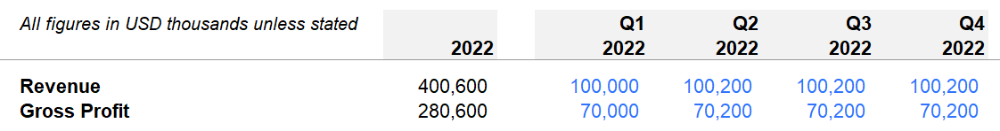 All figures in USD thousands unless stated Q1 Q2 Q3 Q4
2022 2022 2022 2022 2022
Revenue 400,600 100,000 100,200 100,200 100,200
Gross Profit 280,600 70,000 70,200 70,200 70,200